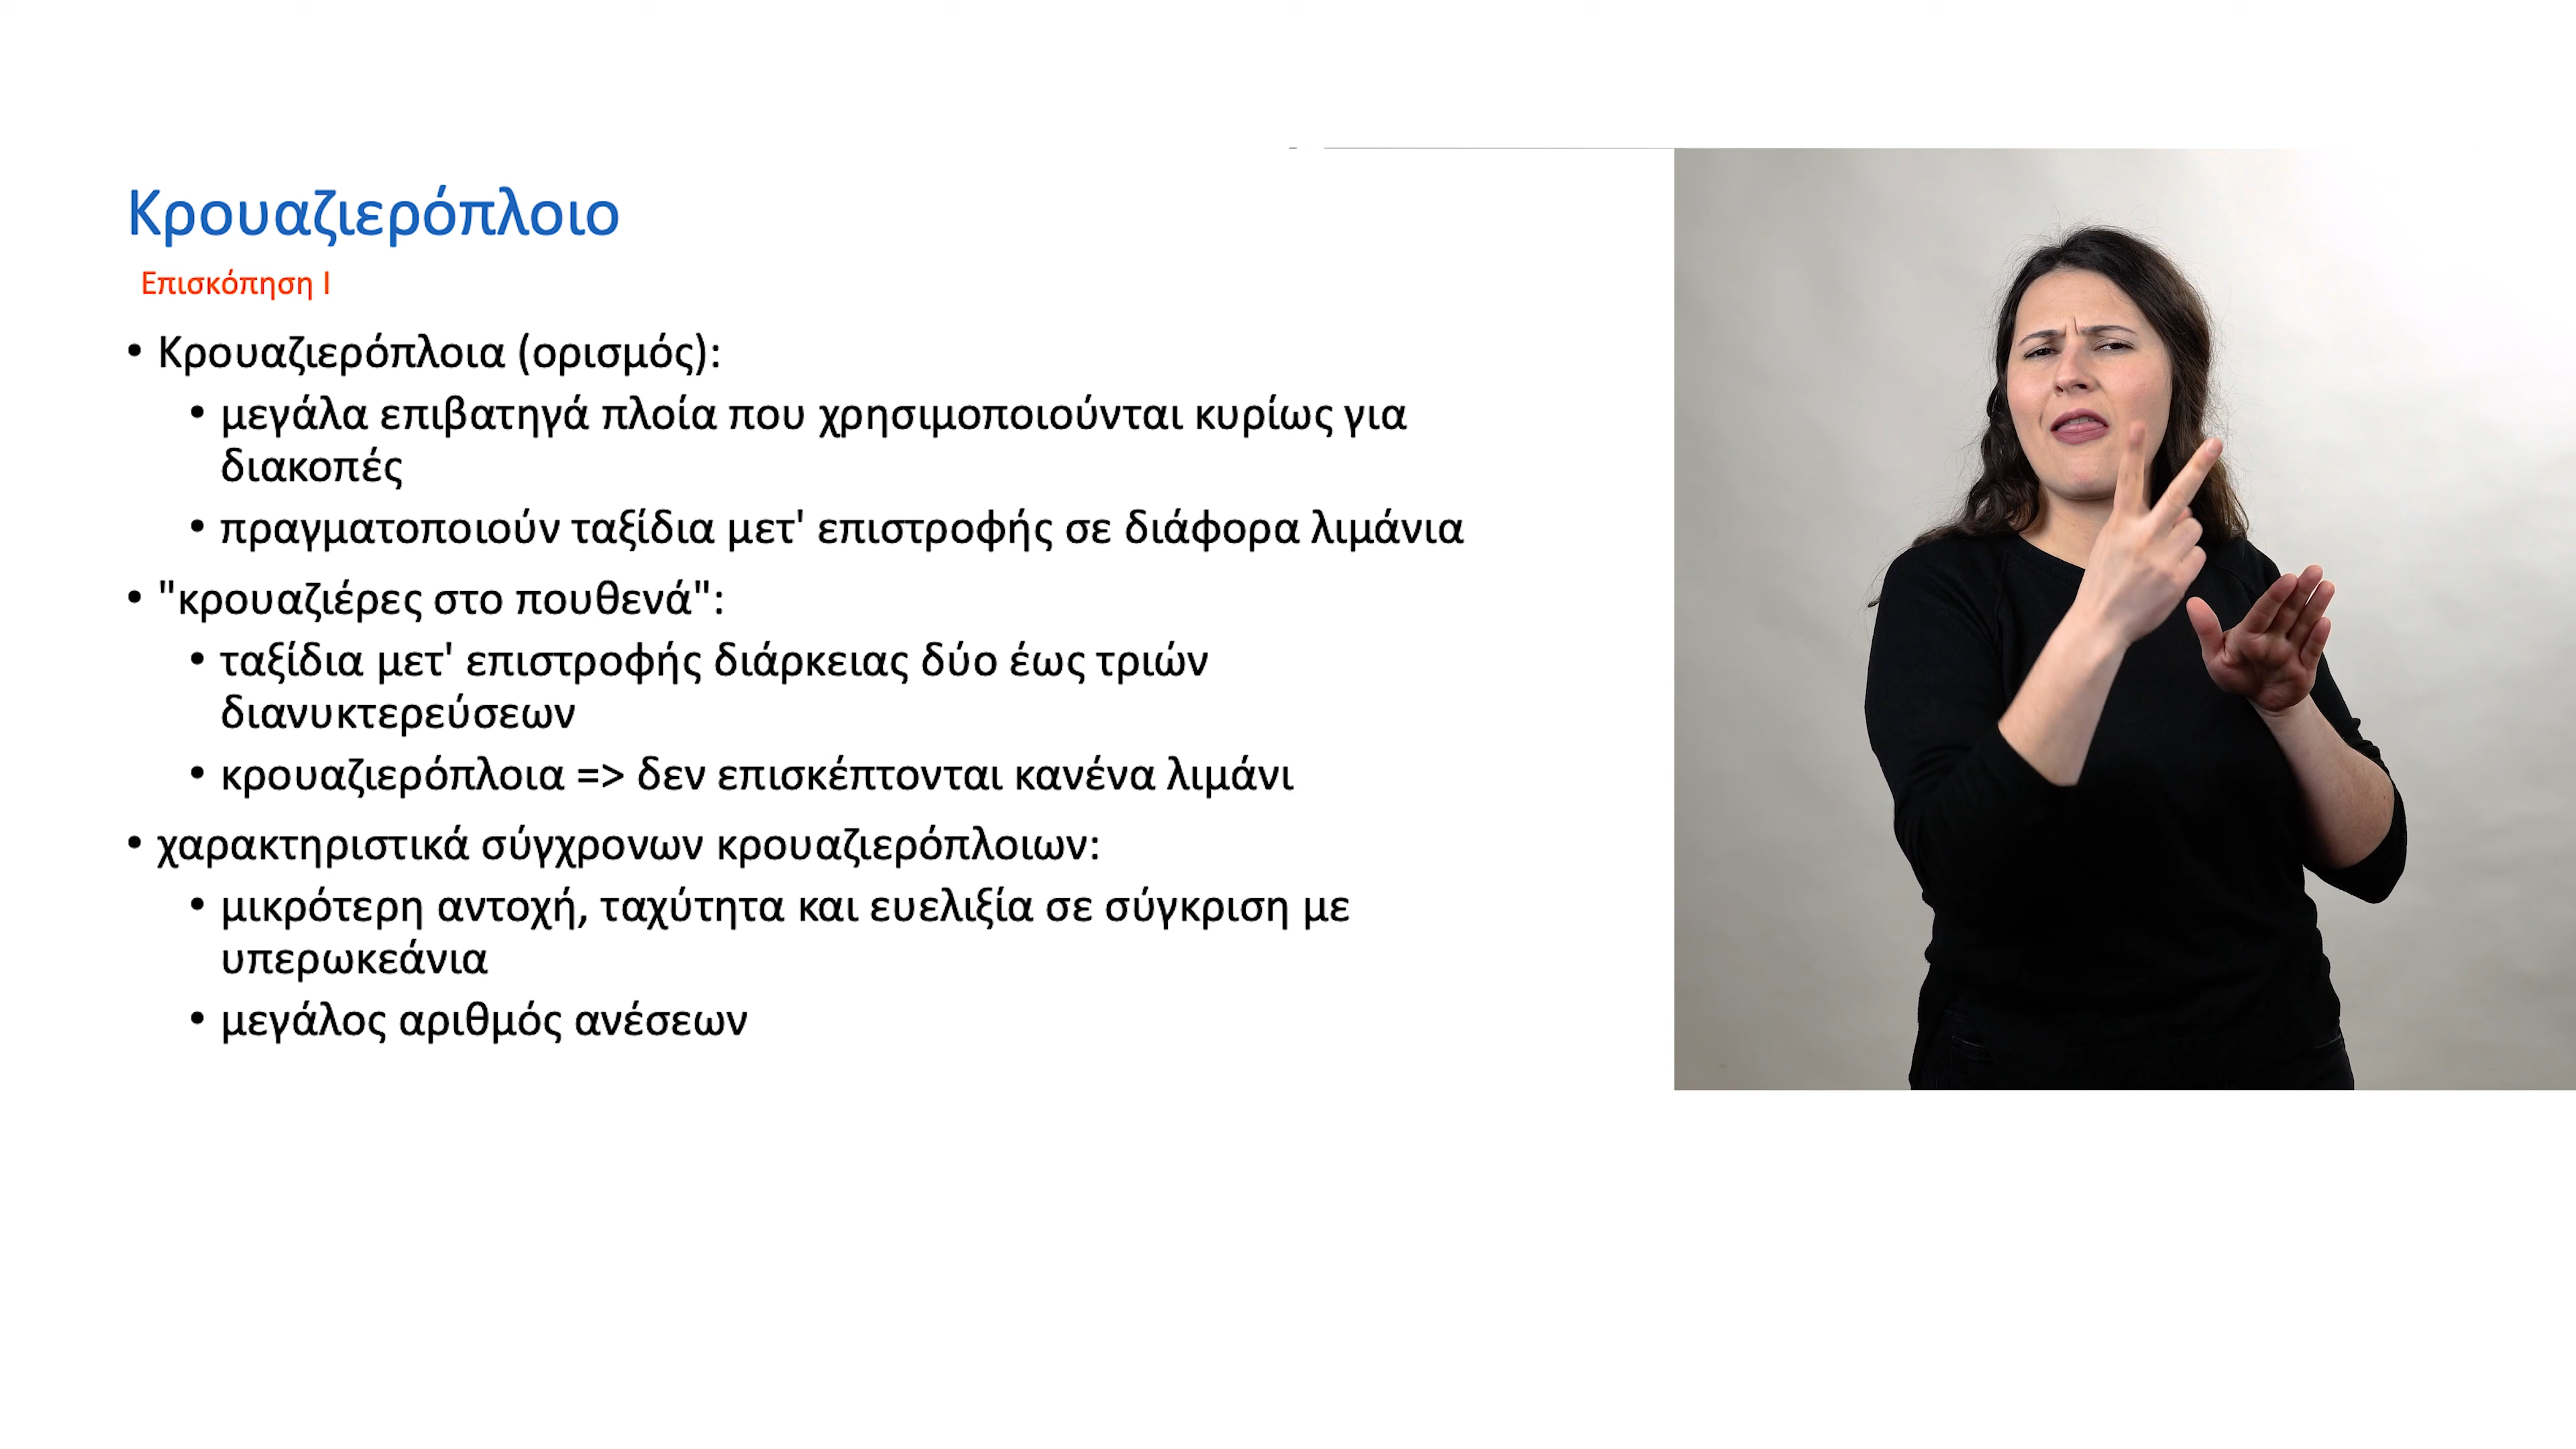 Κρουαζιερόπλοιο
Επισκόπηση Ι
• Κρουαζιερόπλοια (ορισμός):
• μεγάλα επιβατηγά πλοία που χρησιμοποιούνται κυρίως για
διακοπές
• πραγματοποιούν ταξίδια μετ' επιστροφής σε διάφορα λιμάνια
• "κρουαζιέρες στο πουθενά":
• ταξίδια μετ' επιστροφής διάρκειας δύο έως τριών
διανυκτερεύσεων
• κρουαζιερόπλοια => δεν επισκέπτονται κανένα λιμάνι
• χαρακτηριστικά σύγχρονων κρουαζιερόπλοιων:
• μικρότερη αντοχή, ταχύτητα και ευελιξία σε σύγκριση με
υπερωκεάνια
• μεγάλος αριθμός ανέσεων